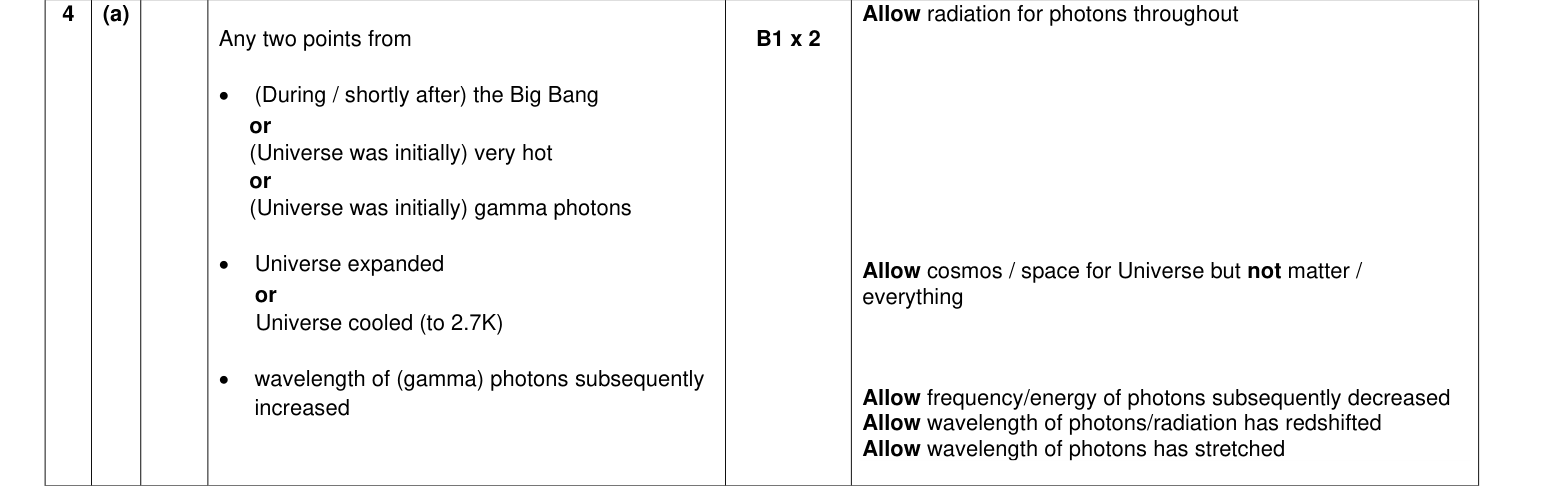 4 (a)
Any two points from
• (During / shortly after) the Big Bang
or
(Universe was initially) very hot
or
(Universe was initially) gamma photons
• Universe expanded
or
Universe cooled (to 2.7K)
• wavelength of (gamma) photons subsequently
increased
B1 x 2
Allow radiation for photons throughout
Allow cosmos / space for Universe but not matter /
everything
Allow frequency/energy of photons subsequently decreased
Allow wavelength of photons/radiation has redshifted
Allow wavelength of photons has stretched